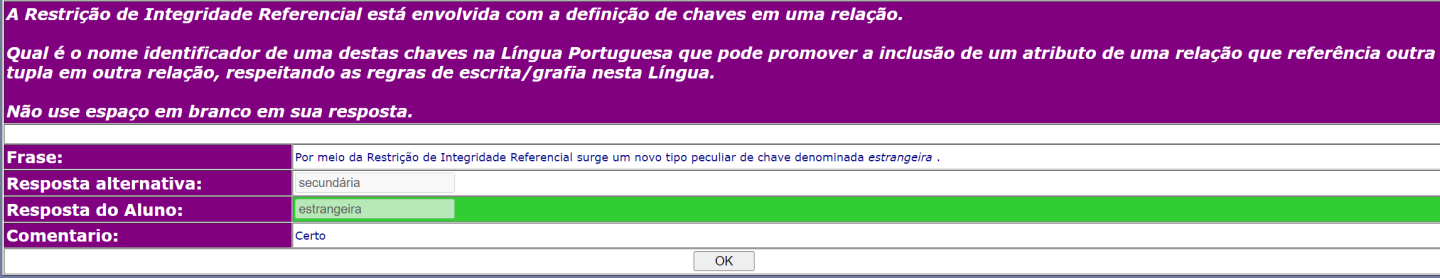 A Restrição de Integridade Referencial está envolvida com a definição de chaves em uma relação.
Qual é o nome identificador de uma destas chaves na Língua Portuguesa que pode promover a inclusão de um atributo de uma relação que referência outra
tupla em outra relação, respeitando as regras de escrita/grafia nesta Língua.
Não use espaço em branco em sua resposta.
Frase: Por meio da Restrição de Integridade Referencial surge um novo tipo peculiar de chave denominada estrangeira .
Resposta alternativa: secundária
Resposta do Aluno: estrangeira
Comentario: Certo
OK